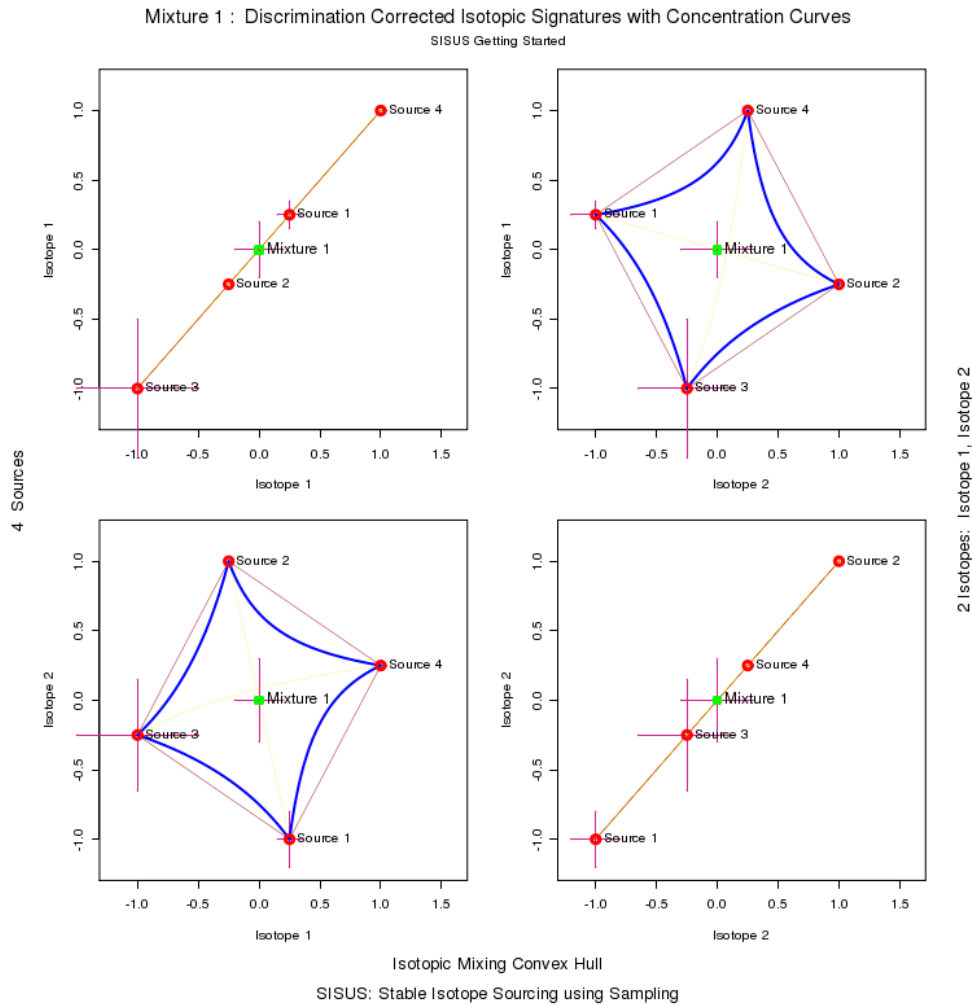 Mixture 1 : Discrimination Corrected Isotopic Signatures with Concentration Curves
SISUS Getting Started
1.0
0.5
0.0
-0.5
-1.0
Isotope 1
Source 4
Source 1
Mixture 1
Source 2
Source 3
-1.0 -0.5 0.0 0.5 1.0 1.5
Isotope 1
1.0
0.5
0.0
-0.5
-1.0
Isotope 1
Source 4
Source 1
Mixture 1
Source 2
Source 3
-1.0 -0.5 0.0 0.5 1.0 1.5
Isotope 2
4 Sources
2 Isotopes: Isotope 1, Isotope 2
1.0
0.5
0.0
-0.5
-1.0
Isotope 2
Source 2
Source 4
Mixture 1
Source 3
Source 1
-1.0 -0.5 0.0 0.5 1.0 1.5
Isotope 1
1.0
0.5
0.0
-0.5
-1.0
Isotope 2
Source 2
Source 4
Mixture 1
Source 3
Source 1
-1.0 -0.5 0.0 0.5 1.0 1.5
Isotope 2
Isotopic Mixing Convex Hull
SISUS: Stable Isotope Sourcing using Sampling